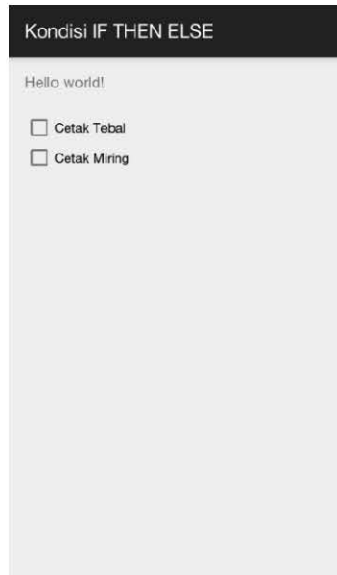 Kondisi IF THEN ELSE
Hello world!
Cetak Tebal
Cetak Miring